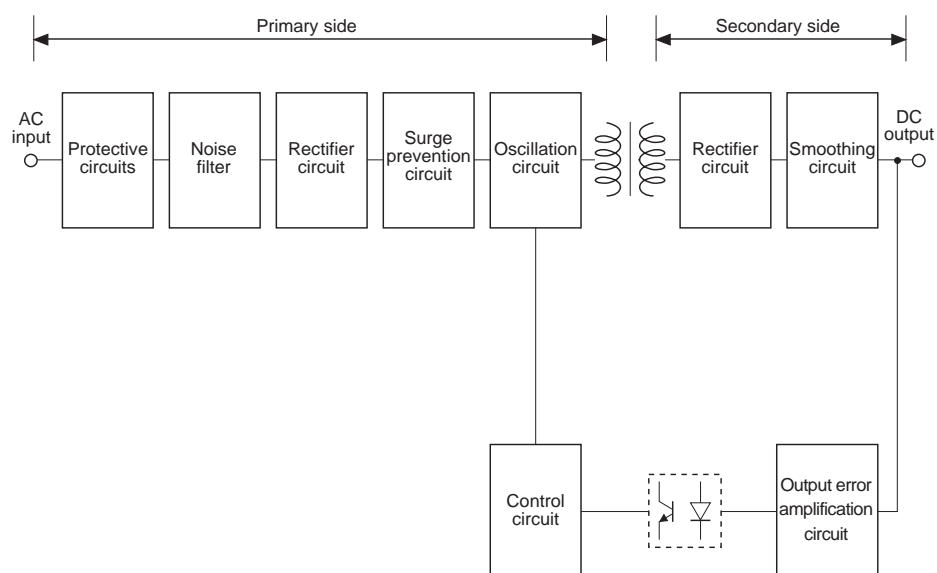 Primary side
Secondary side
AC
input
Protective
circuits
Noise
filter
Rectifier
circuit
Surge
prevention
circuit
Oscillation
circuit
Rectifier
circuit
Smoothing
circuit
DC
output
Control
circuit
Output error
amplification
circuit